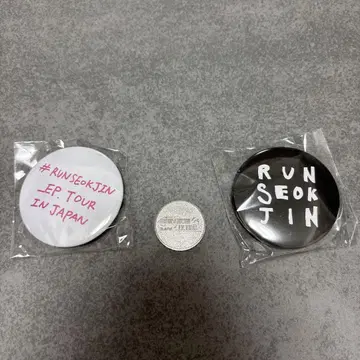 #RUNSEOKJIN
_EP. TOUR
IN JAPAN
RUN
SEOK
JIN